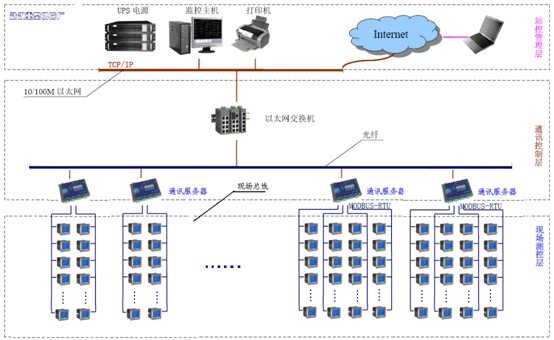 UPS 电源
监控主机
打印机
Internet
站控管理层
TCP/IP
10/100M 以太网
以太网交换机
光纤
通讯控制层
通讯服务器
通讯服务器
现场总线
通讯服务器
通讯服务器
MODBUS-RTU
MODBUS-RTU
现场测控层